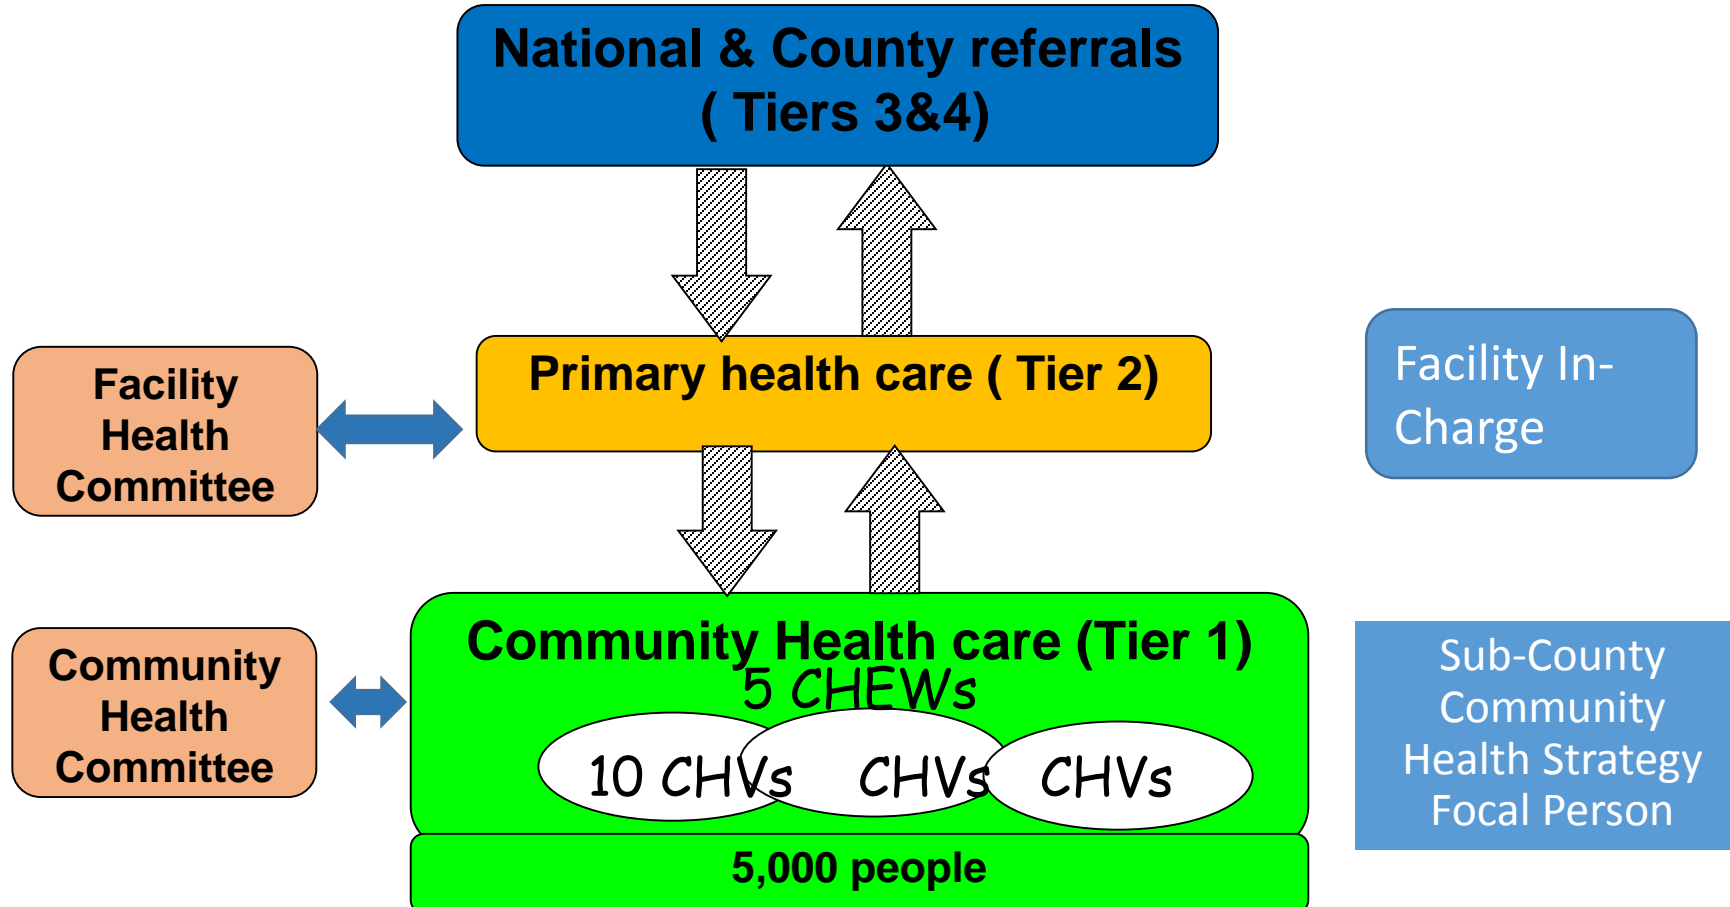 National & County referrals
( Tiers 3&4)
Facility
Health
Committee
Primary health care ( Tier 2)
Facility In-
Charge
Community
Health
Committee
Community Health care (Tier 1)
5 CHEWs
10 CHVs CHVs CHVs
5,000 people
Sub-County
Community
Health Strategy
Focal Person